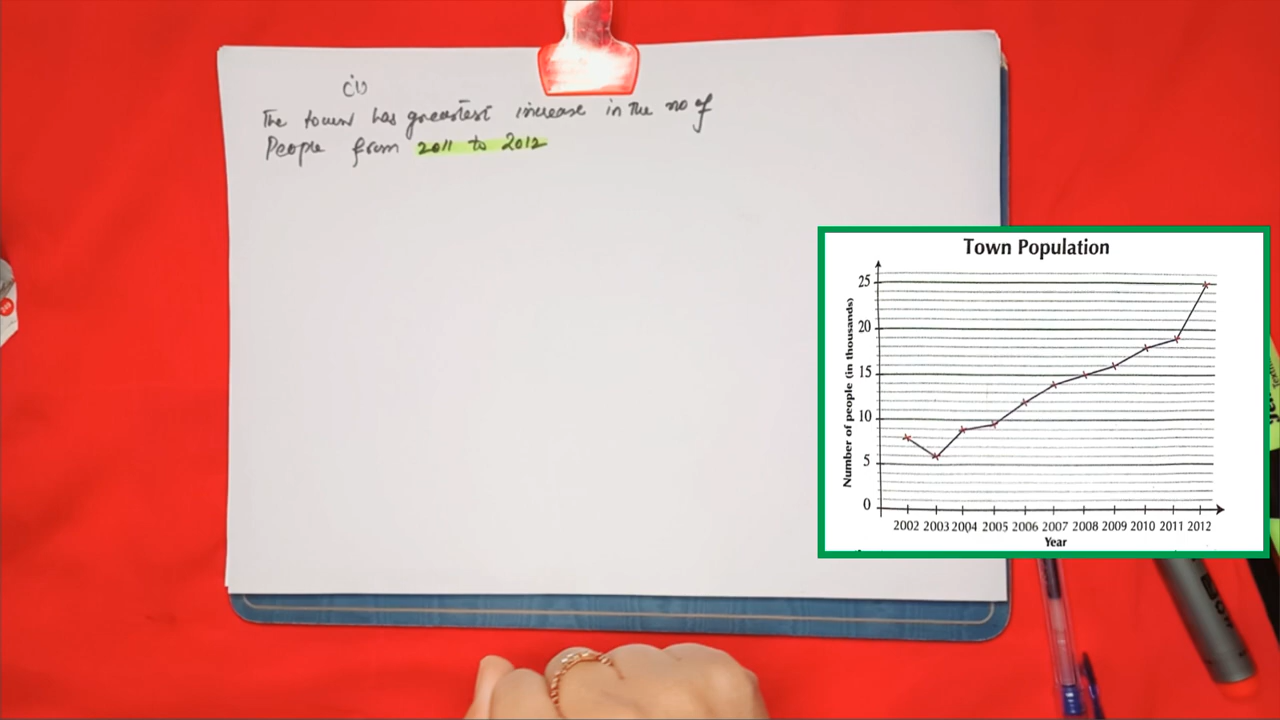 (i)
The town has greastest increase in the no of
People from 2011 to 2012
Town Population
Number of people (in thousands)
25
20
15
10
5
0
2002 2003 2004 2005 2006 2007 2008 2009 2010 2011 2012
Year